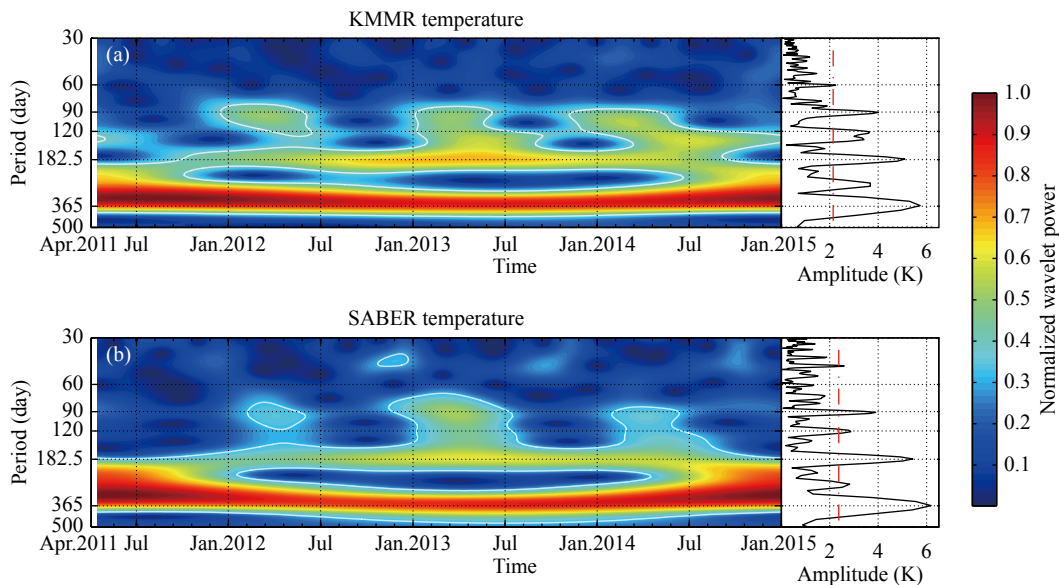 KMMR temperature
(a)
30
60
90
120
182.5
365
500
Period (day)
Apr.2011 Jul Jan.2012 Jul Jan.2013 Jul Jan.2014 Jul Jan.2015
Time
2 4 6
Amplitude (K)
SABER temperature
(b)
30
60
90
120
182.5
365
500
Period (day)
Apr.2011 Jul Jan.2012 Jul Jan.2013 Jul Jan.2014 Jul Jan.2015
Time
2 4 6
Amplitude (K)
1.0
0.9
0.8
0.7
0.6
0.5
0.4
0.3
0.2
0.1
Normalized wavelet power